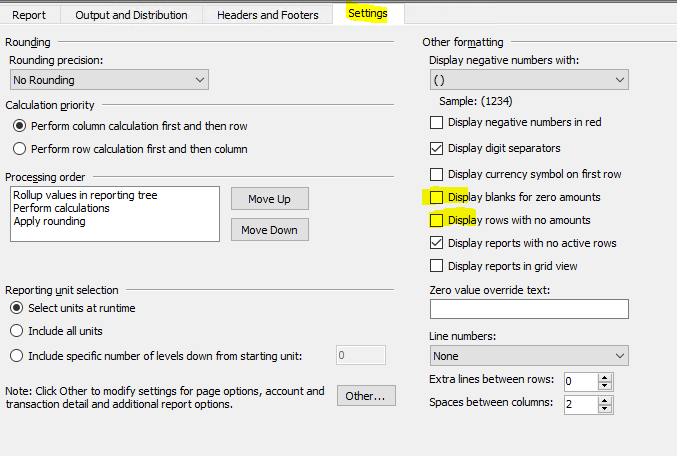 Report
Output and Distribution
Headers and Footers
Settings
Rounding
Rounding precision:
No Rounding
Calculation priority
Perform column calculation first and then row
Perform row calculation first and then column
Processing order
Rollup values in reporting tree
Perform calculations
Apply rounding
Move Up
Move Down
Reporting unit selection
Select units at runtime
Include all units
Include specific number of levels down from starting unit:
0
Note: Click Other to modify settings for page options, account and
transaction detail and additional report options.
Other...
Other formatting
Display negative numbers with:
( )
Sample: (1234)
Display negative numbers in red
Display digit separators
Display currency symbol on first row
Display blanks for zero amounts
Display rows with no amounts
Display reports with no active rows
Display reports in grid view
Zero value override text:
Line numbers:
None
Extra lines between rows:
0
Spaces between columns:
2